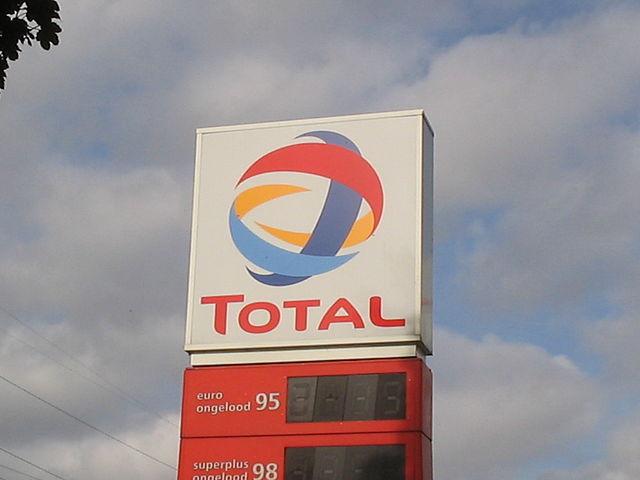 TOTAL
euro
ongelood 95
superplus
ongelood 98